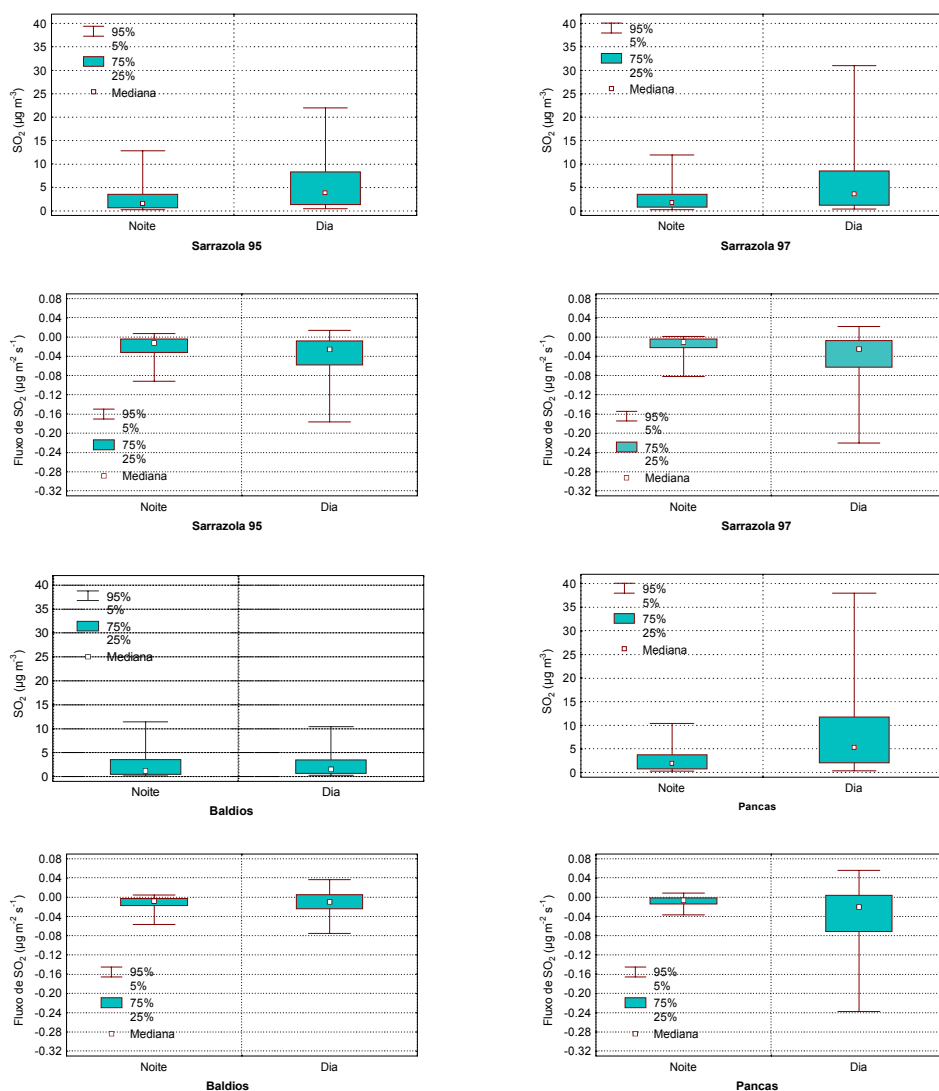 40
35
30
25
20
15
10
5
0
SO2 (µg m-3)
95%
5%
75%
25%
Mediana
Noite
Dia
Sarrazola 95
40
35
30
25
20
15
10
5
0
SO2 (µg m-3)
95%
5%
75%
25%
Mediana
Noite
Dia
Sarrazola 97
0.08
0.04
0.00
-0.04
-0.08
-0.12
-0.16
-0.20
-0.24
-0.28
-0.32
Fluxo de SO2 (µg m-2 s-1)
95%
5%
75%
25%
Mediana
Noite
Dia
Sarrazola 95
0.08
0.04
0.00
-0.04
-0.08
-0.12
-0.16
-0.20
-0.24
-0.28
-0.32
Fluxo de SO2 (µg m-2 s-1)
95%
5%
75%
25%
Mediana
Noite
Dia
Sarrazola 97
40
35
30
25
20
15
10
5
0
SO2 (µg m-3)
95%
5%
75%
25%
Mediana
Noite
Dia
Baldios
40
35
30
25
20
15
10
5
0
SO2 (µg m-3)
95%
5%
75%
25%
Mediana
Noite
Dia
Pancas
0.08
0.04
0.00
-0.04
-0.08
-0.12
-0.16
-0.20
-0.24
-0.28
-0.32
Fluxo de SO2 (µg m-2 s-1)
95%
5%
75%
25%
Mediana
Noite
Dia
Baldios
0.08
0.04
0.00
-0.04
-0.08
-0.12
-0.16
-0.20
-0.24
-0.28
-0.32
Fluxo de SO2 (µg m-2 s-1)
95%
5%
75%
25%
Mediana
Noite
Dia
Pancas